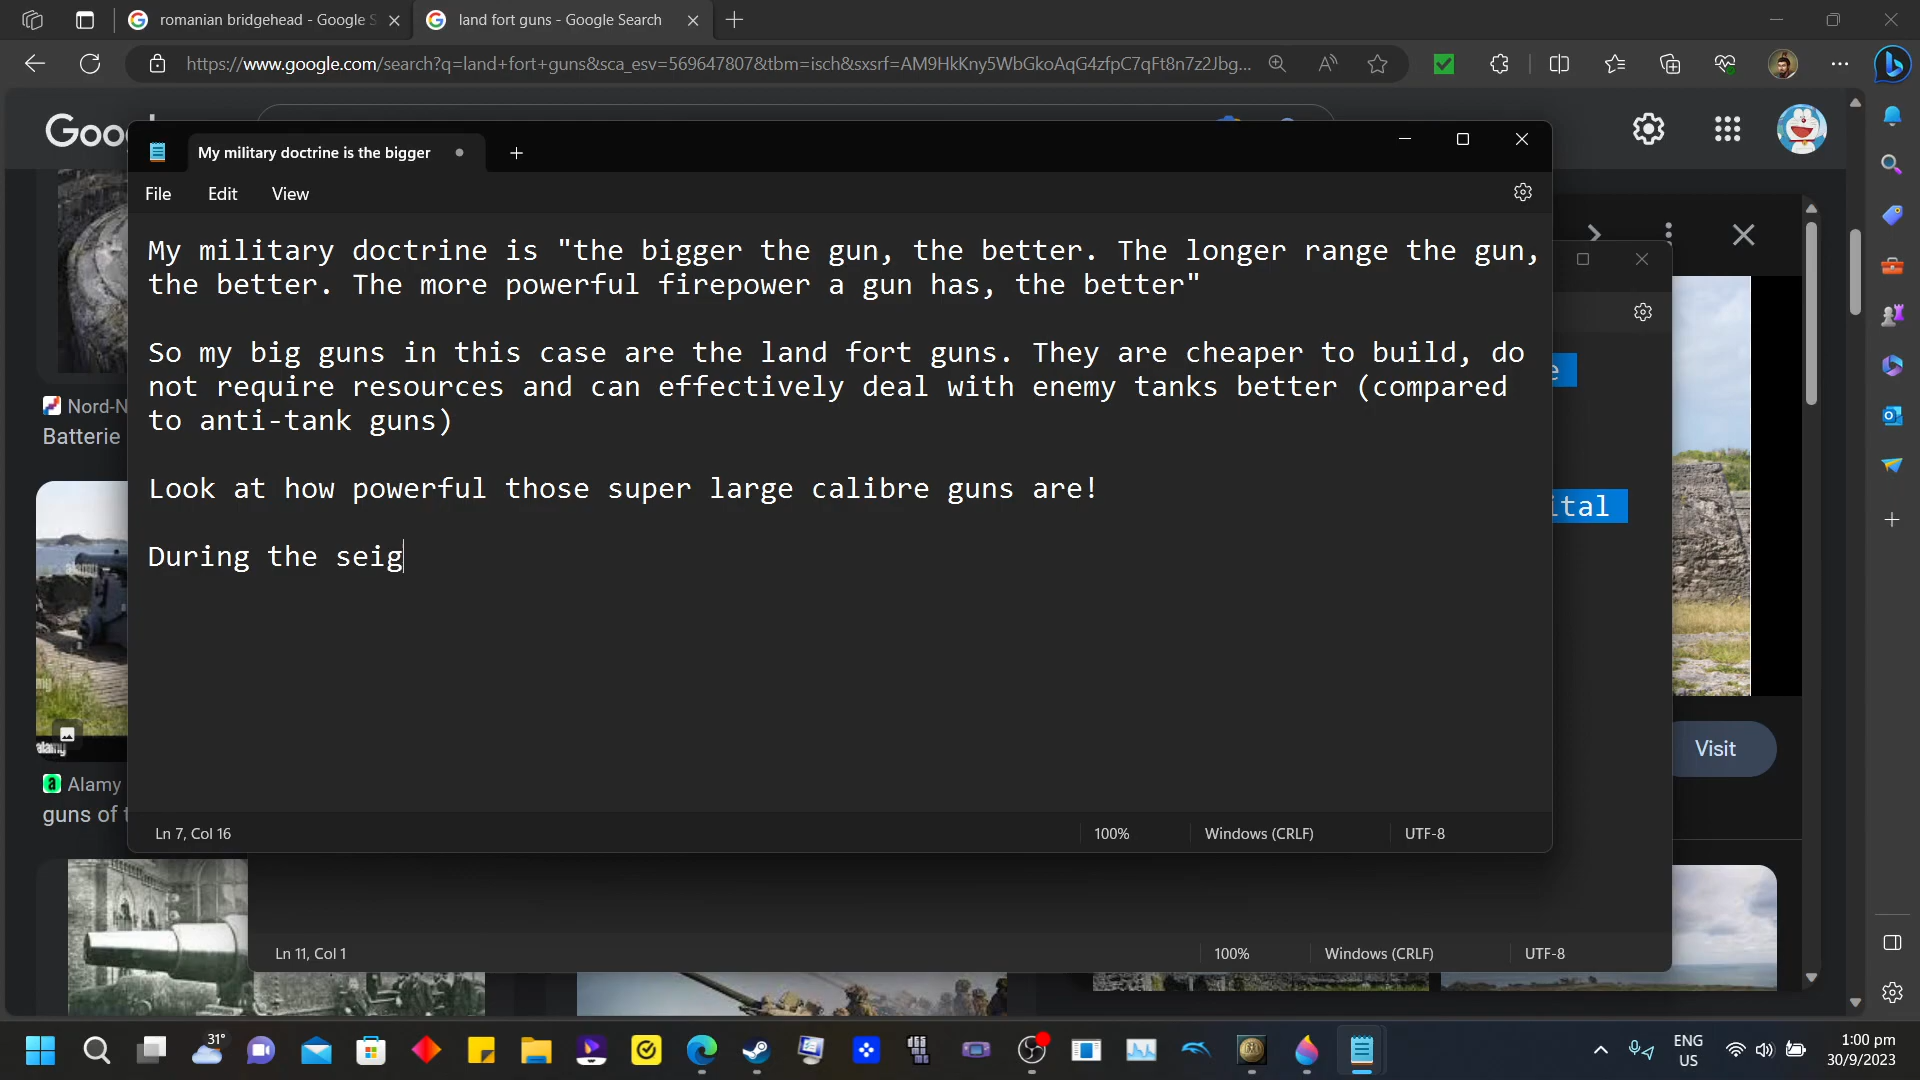 romanian bridgehead - Google S
land fort guns - Google Search
https://www.google.com/search?q=land+fort+guns&sca_esv=569647807&tbm=isch&sxsrf=AM9HkKny5WbGkoAqG4zfpC7qFt8n7z2Jbg...
Goo
My military doctrine is the bigger
File Edit View
My military doctrine is "the bigger the gun, the better. The longer range the gun,
the better. The more powerful firepower a gun has, the better"
So my big guns in this case are the land fort guns. They are cheaper to build, do
not require resources and can effectively deal with enemy tanks better (compared
to anti-tank guns)
Look at how powerful those super large calibre guns are!
During the seig
Ln 7, Col 16 100% Windows (CRLF) UTF-8
e
ital
Nord-N
Batterie
alamy
a Alamy
guns of t
Visit
Ln 11, Col 1 100% Windows (CRLF) UTF-8
31°
ENG
US
1:00 pm
30/9/2023